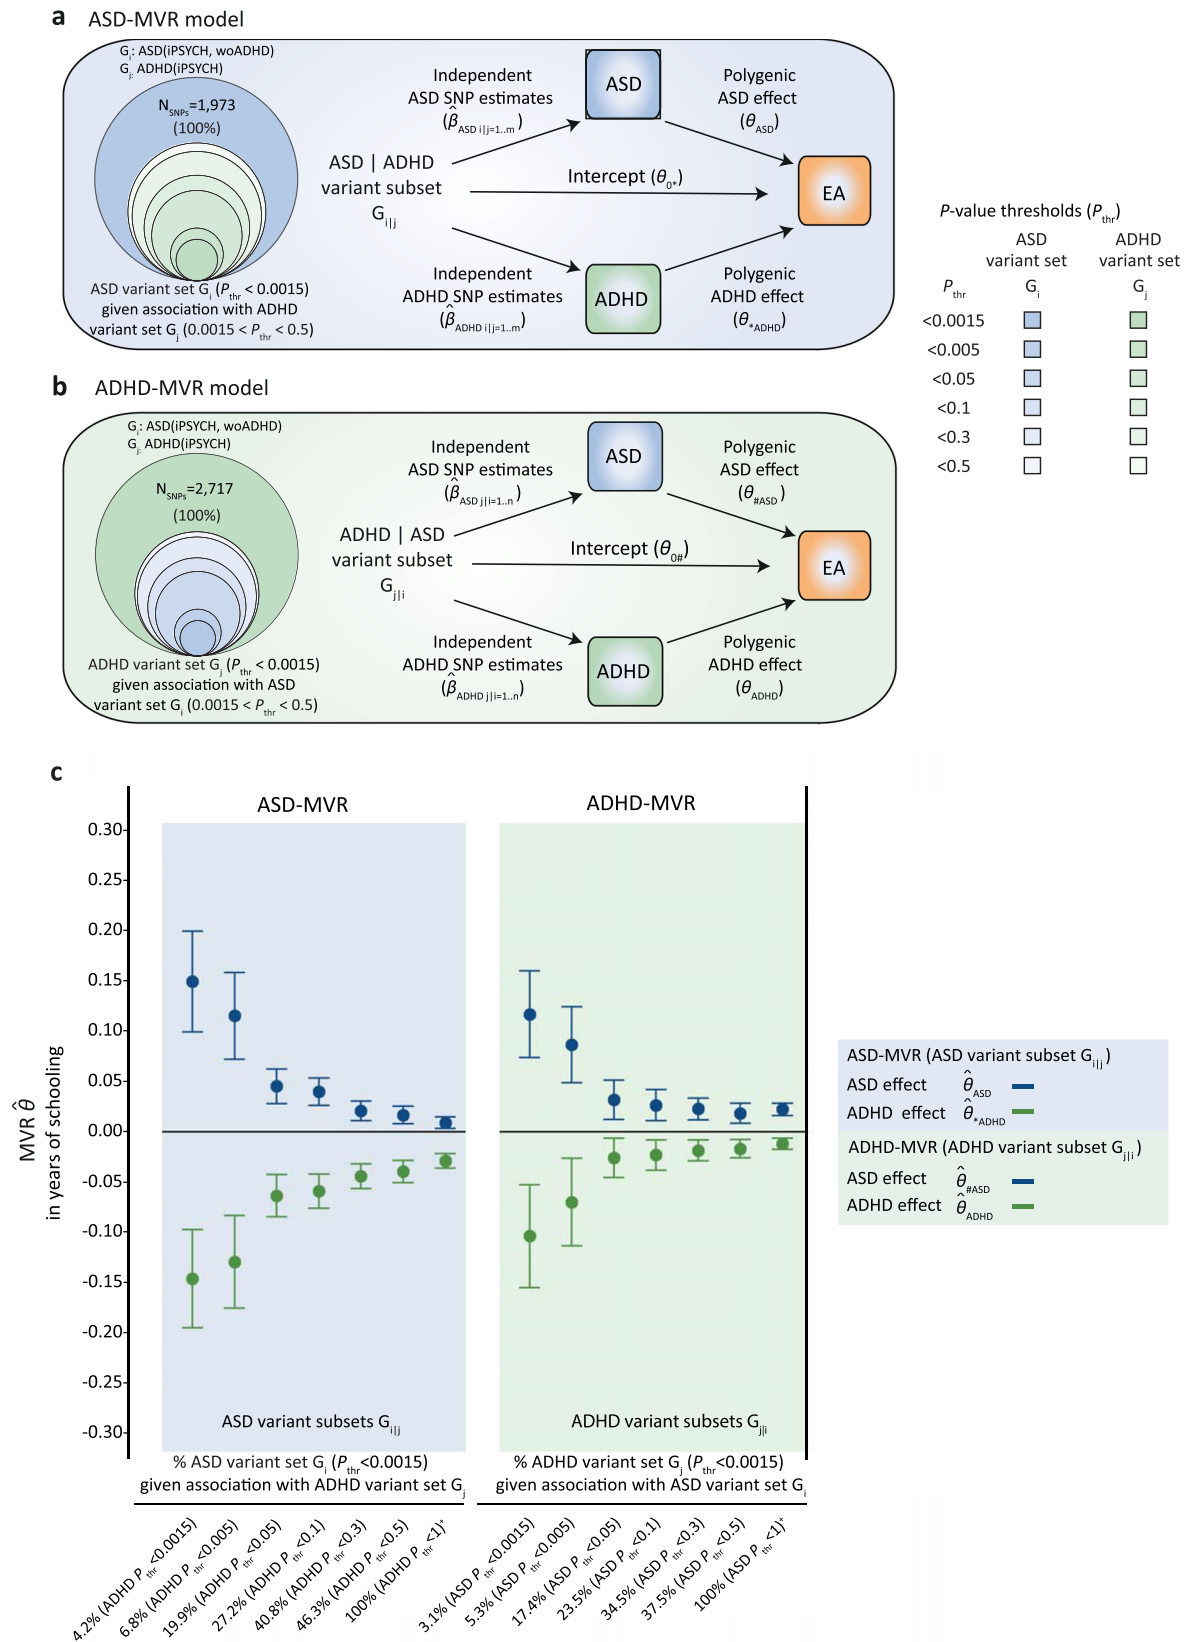 a ASD-MVR model
Gi: ASD(iPSYCH, woADHD)
Gj: ADHD(iPSYCH)
NSNPs=1,973
(100%)
ASD variant set Gi (Pthr < 0.0015)
given association with ADHD
variant set Gj (0.0015 < Pthr < 0.5)
Independent
ASD SNP estimates
(β̂ASD i|j=1..m)
ASD
Polygenic
ASD effect
(θASD)
ASD | ADHD
variant subset
Gi|j
Intercept (θ0*)
EA
Independent
ADHD SNP estimates
(β̂ADHD i|j=1..m)
ADHD
Polygenic
ADHD effect
(θ*ADHD)
P-value thresholds (Pthr)
ASD ADHD
variant set variant set
Pthr Gi Gj
<0.0015
<0.005
<0.05
<0.1
<0.3
<0.5
b ADHD-MVR model
Gi: ASD(iPSYCH, woADHD)
Gj: ADHD(iPSYCH)
NSNPs=2,717
(100%)
ADHD variant set Gj (Pthr < 0.0015)
given association with ASD
variant set Gi (0.0015 < Pthr < 0.5)
Independent
ASD SNP estimates
(β̂ASD j|i=1..n)
ASD
Polygenic
ASD effect
(θ#ASD)
ADHD | ASD
variant subset
Gj|i
Intercept (θ0#)
EA
Independent
ADHD SNP estimates
(β̂ADHD j|i=1..n)
ADHD
Polygenic
ADHD effect
(θADHD)
c
ASD-MVR ADHD-MVR
MVR θ̂
in years of schooling
0.30
0.25
0.20
0.15
0.10
0.05
0.00
-0.05
-0.10
-0.15
-0.20
-0.25
-0.30
ASD variant subsets Gi|j
ADHD variant subsets Gj|i
% ASD variant set Gi (Pthr<0.0015)
given association with ADHD variant set Gj
% ADHD variant set Gj (Pthr<0.0015)
given association with ASD variant set Gi
4.2% (ADHD Pthr<0.0015)
6.8% (ADHD Pthr<0.005)
19.9% (ADHD Pthr<0.05)
27.2% (ADHD Pthr<0.1)
40.8% (ADHD Pthr<0.3)
46.3% (ADHD Pthr<0.5)
100% (ADHD Pthr<1)+
3.1% (ASD Pthr<0.0015)
5.3% (ASD Pthr<0.005)
17.4% (ASD Pthr<0.05)
23.5% (ASD Pthr<0.1)
34.5% (ASD Pthr<0.3)
37.5% (ASD Pthr<0.5)
100% (ASD Pthr<1)+
ASD-MVR (ASD variant subset Gi|j)
ASD effect θ̂ASD
ADHD effect θ̂*ADHD
ADHD-MVR (ADHD variant subset Gj|i)
ASD effect θ̂#ASD
ADHD effect θ̂ADHD